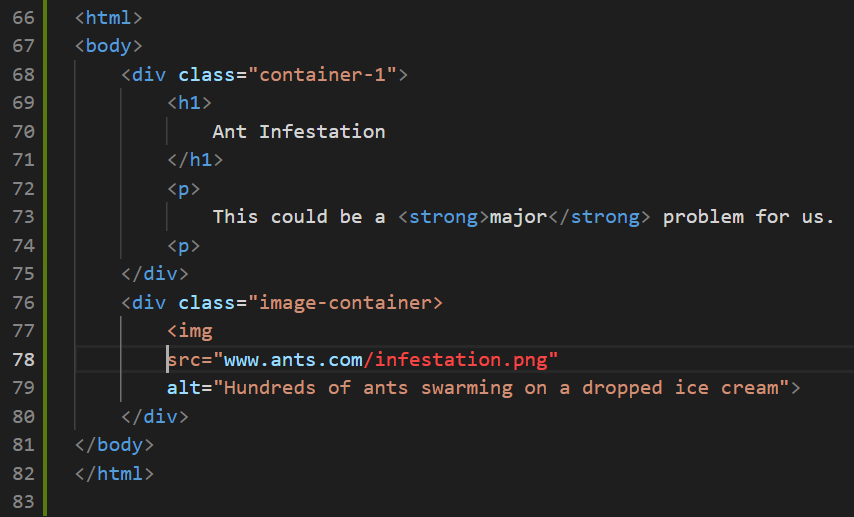 66 <html>
67 <body>
68     <div class="container-1">
69         <h1>
70             Ant Infestation
71         </h1>
72         <p>
73             This could be a <strong>major</strong> problem for us.
74         <p>
75     </div>
76     <div class="image-container>
77         <img
78         src="www.ants.com/infestation.png"
79         alt="Hundreds of ants swarming on a dropped ice cream">
80     </div>
81 </body>
82 </html>
83